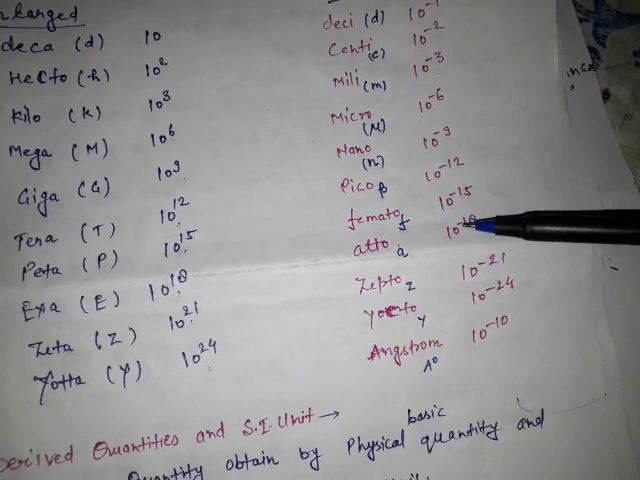 deca (d) 10
Hecto (h) 10²
Kilo (K) 10³
Mega (M) 10⁶
Giga (G) 10⁹
Tera (T) 10¹²
Peta (P) 10¹⁵
Exa (E) 10¹⁸
Zeta (Z) 10²¹
Yotta (Y) 10²⁴
deci (d) 10⁻¹
Centi (c) 10⁻²
Mili (m) 10⁻³
Micro (μ) 10⁻⁶
Nano (n) 10⁻⁹
Pico p 10⁻¹²
femato f 10⁻¹⁵
atto a 10⁻¹⁸
Zepto z 10⁻²¹
Yocto y 10⁻²⁴
Angstrom A⁰ 10⁻¹⁰
Derived Quantities and S.I. Unit →
Quantity obtain by Physical basic quantity and